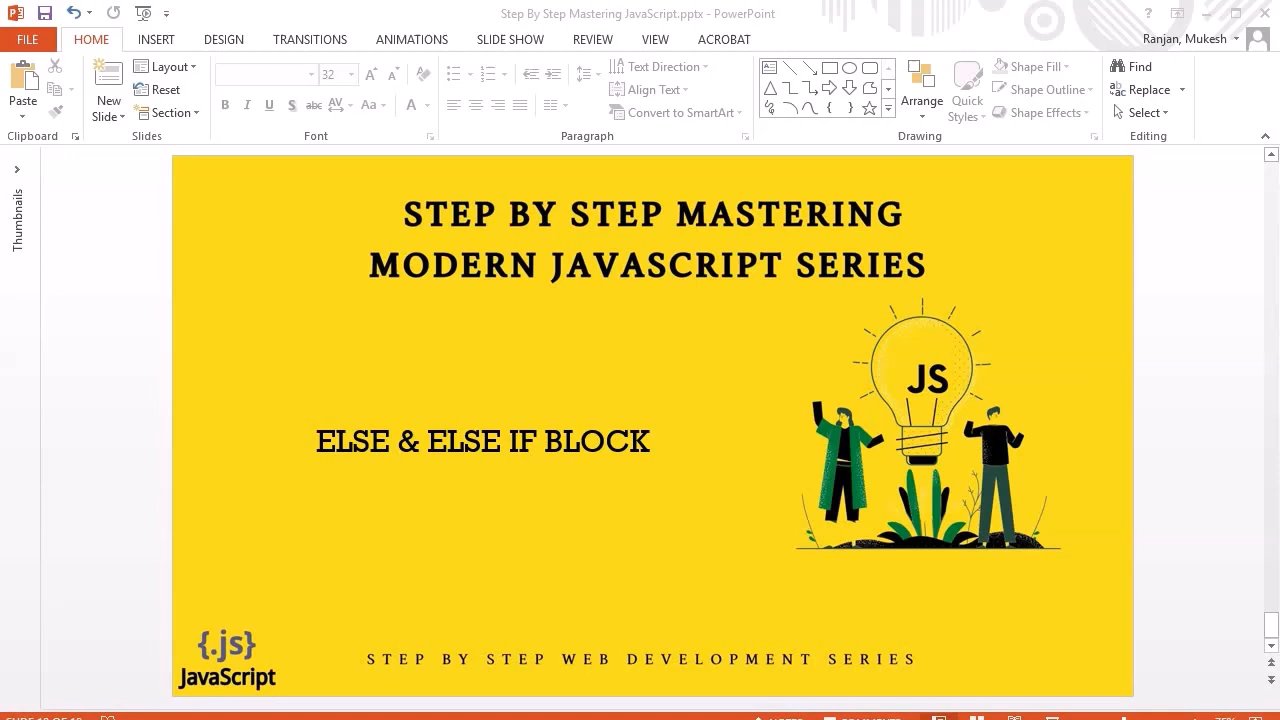 Step By Step Mastering JavaScript.pptx - PowerPoint
?
FILE HOME INSERT DESIGN TRANSITIONS ANIMATIONS SLIDE SHOW REVIEW VIEW ACROBAT Ranjan, Mukesh
Paste
New Slide
Layout
Reset
Section
32
B I U S abc AV Aa A
Text Direction
Align Text
Convert to SmartArt
Arrange
Quick Styles
Shape Fill
Shape Outline
Shape Effects
Find
Replace
Select
Clipboard Slides Font Paragraph Drawing Editing
Thumbnails
STEP BY STEP MASTERING
MODERN JAVASCRIPT SERIES
JS
ELSE & ELSE IF BLOCK
{.js}
JavaScript
STEP BY STEP WEB DEVELOPMENT SERIES